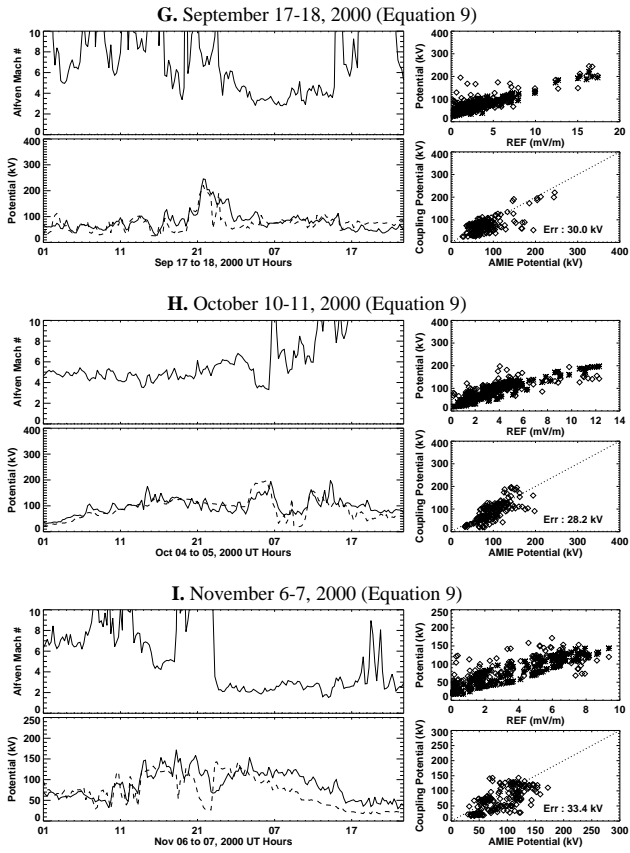 G. September 17-18, 2000 (Equation 9)
Alfven Mach #
10
8
6
4
2
0
Potential (kV)
400
300
200
100
0
01 11 21 07 17
Sep 17 to 18, 2000 UT Hours
Potential (kV)
400
300
200
100
0
0 5 10 15 20
REF (mV/m)
Coupling Potential (kV)
400
300
200
100
0
Err : 30.0 kV
0 100 200 300 400
AMIE Potential (kV)
H. October 10-11, 2000 (Equation 9)
Alfven Mach #
10
8
6
4
2
0
Potential (kV)
400
300
200
100
0
01 11 21 07 17
Oct 04 to 05, 2000 UT Hours
Potential (kV)
400
300
200
100
0
0 2 4 6 8 10 12 14
REF (mV/m)
Coupling Potential (kV)
400
300
200
100
0
Err : 28.2 kV
0 100 200 300 400
AMIE Potential (kV)
I. November 6-7, 2000 (Equation 9)
Alfven Mach #
10
8
6
4
2
0
Potential (kV)
250
200
150
100
50
0
01 11 21 07 17
Nov 06 to 07, 2000 UT Hours
Potential (kV)
250
200
150
100
50
0
0 2 4 6 8 10
REF (mV/m)
Coupling Potential (kV)
300
250
200
150
100
50
0
Err : 33.4 kV
0 50 100 150 200 250 300
AMIE Potential (kV)